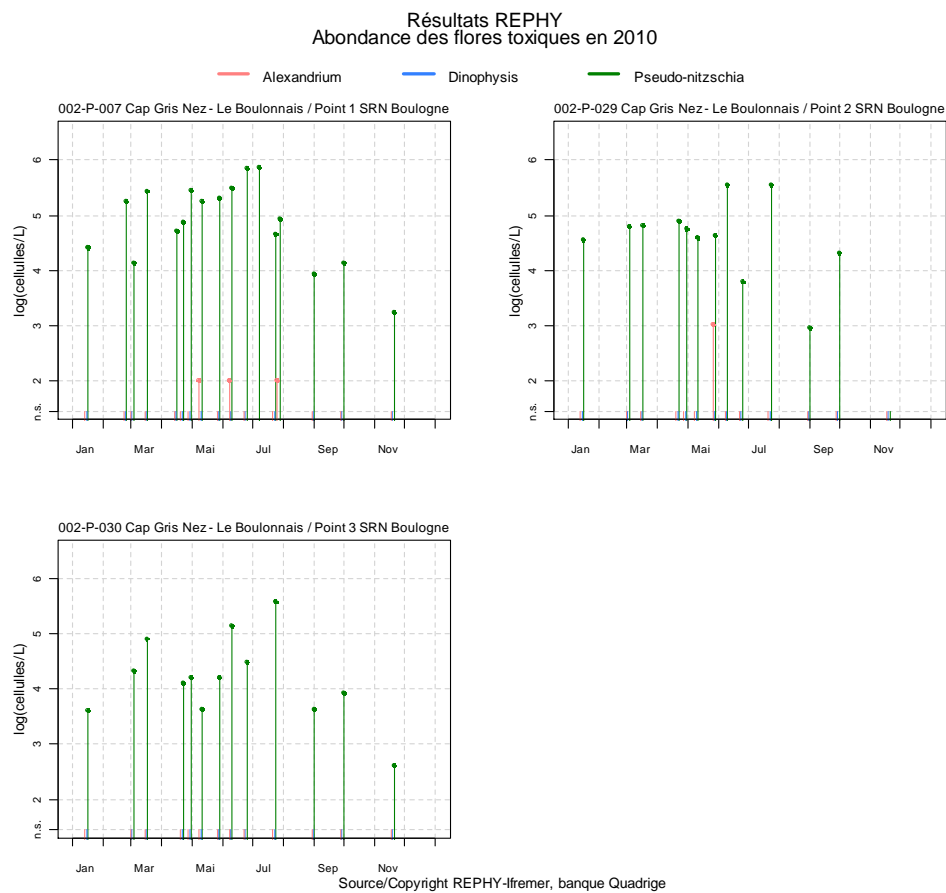 Résultats REPHY
Abondance des flores toxiques en 2010
Alexandrium Dinophysis Pseudo-nitzschia
002-P-007 Cap Gris Nez - Le Boulonnais / Point 1 SRN Boulogne
log(cellulles/L)
6
5
4
3
2
n.s.
Jan Mar Mai Jul Sep Nov
002-P-029 Cap Gris Nez - Le Boulonnais / Point 2 SRN Boulogne
log(cellulles/L)
6
5
4
3
2
n.s.
Jan Mar Mai Jul Sep Nov
002-P-030 Cap Gris Nez - Le Boulonnais / Point 3 SRN Boulogne
log(cellulles/L)
6
5
4
3
2
n.s.
Jan Mar Mai Jul Sep Nov
Source/Copyright REPHY-Ifremer, banque Quadrige